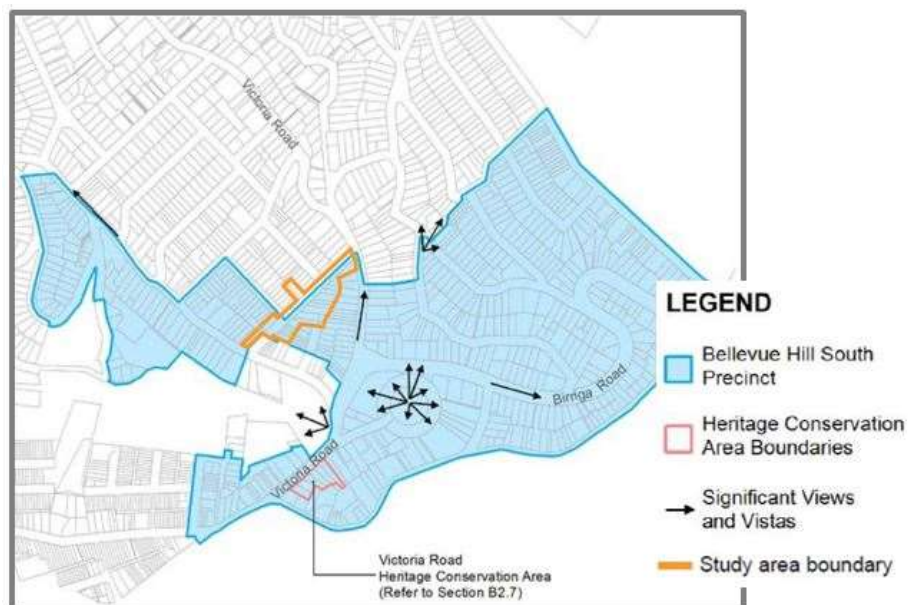 Victoria Road
Birriga Road
Victoria Road
Victoria Road
Heritage Conservation Area
(Refer to Section B2.7)
LEGEND
Bellevue Hill South
Precinct
Heritage Conservation
Area Boundaries
Significant Views
and Vistas
Study area boundary